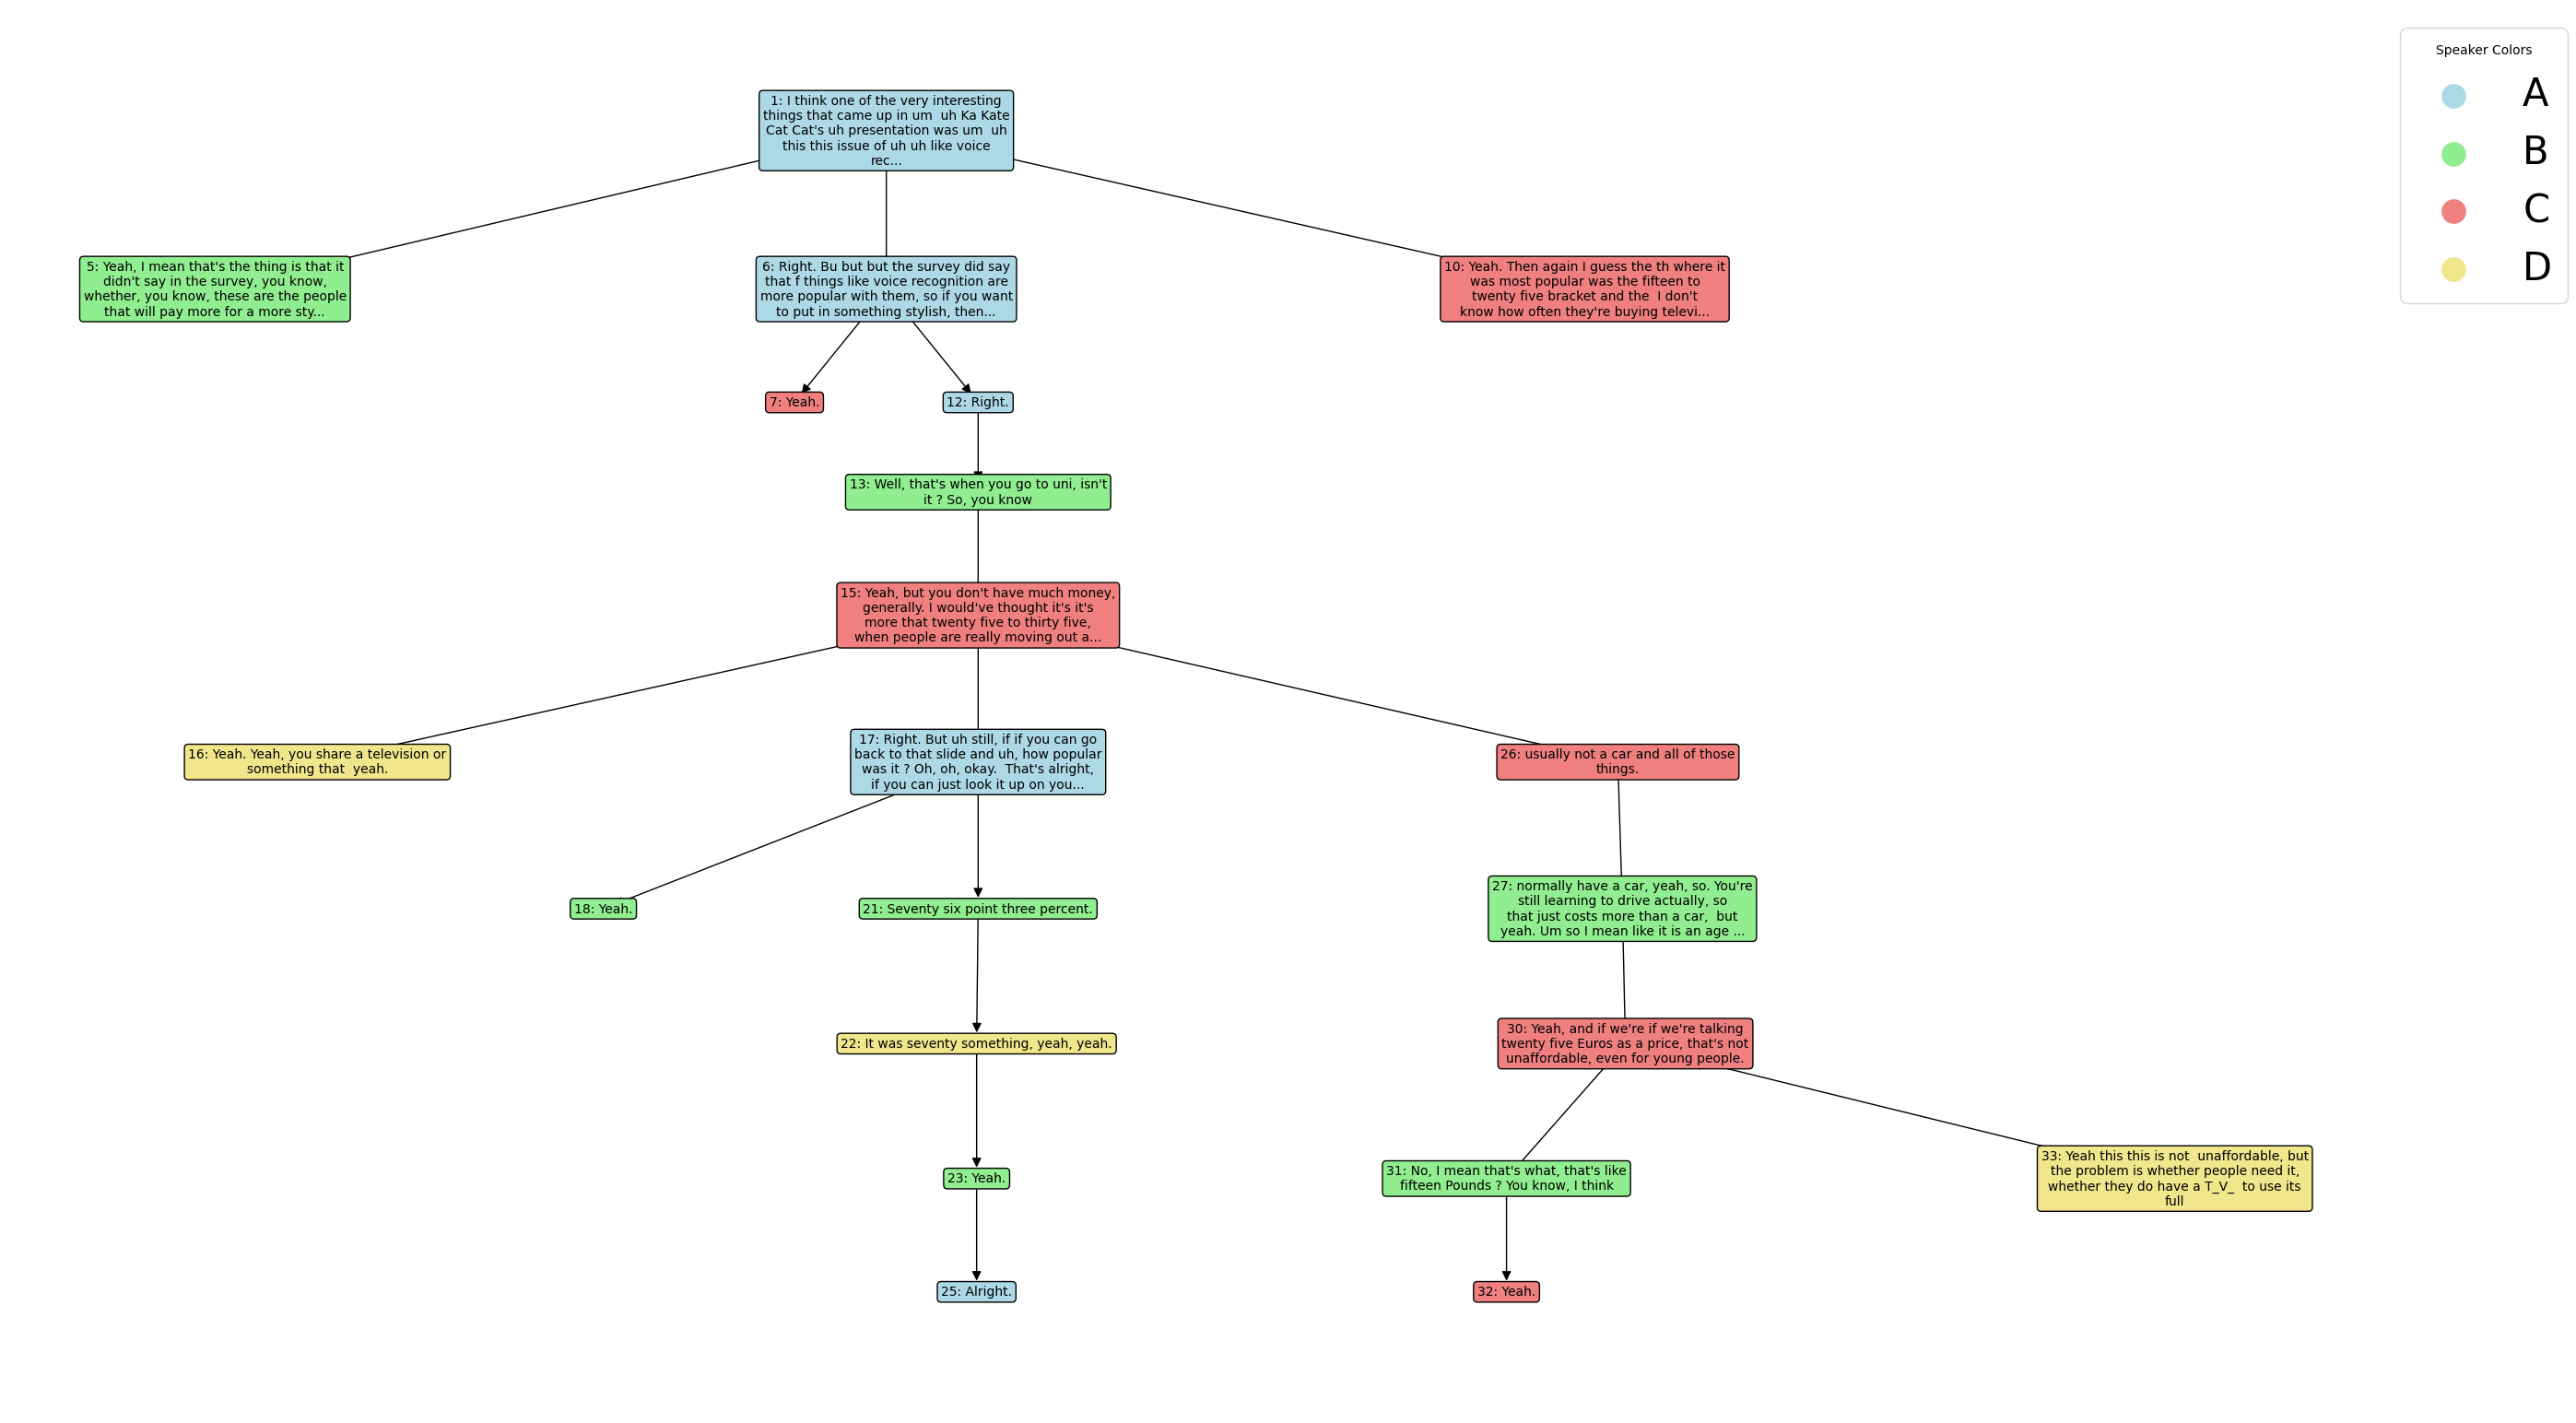 Speaker Colors
A
B
C
D
1: I think one of the very interesting
things that came up in um  uh Ka Kate
Cat Cat's uh presentation was um  uh
this this issue of uh uh like voice
rec...
5: Yeah, I mean that's the thing is that it
didn't say in the survey, you know,
whether, you know, these are the people
that will pay more for a more sty...
6: Right. Bu but but the survey did say
that f things like voice recognition are
more popular with them, so if you want
to put in something stylish, then...
10: Yeah. Then again I guess the th where it
was most popular was the fifteen to
twenty five bracket and the  I don't
know how often they're buying televi...
7: Yeah.
12: Right.
13: Well, that's when you go to uni, isn't
it ? So, you know
15: Yeah, but you don't have much money,
generally. I would've thought it's it's
more that twenty five to thirty five,
when people are really moving out a...
16: Yeah. Yeah, you share a television or
something that  yeah.
17: Right. But uh still, if if you can go
back to that slide and uh, how popular
was it ? Oh, oh, okay.  That's alright,
if you can just look it up on you...
26: usually not a car and all of those
things.
18: Yeah.
21: Seventy six point three percent.
27: normally have a car, yeah, so. You're
still learning to drive actually, so
that just costs more than a car,  but
yeah. Um so I mean like it is an age ...
22: It was seventy something, yeah, yeah.
30: Yeah, and if we're if we're talking
twenty five Euros as a price, that's not
unaffordable, even for young people.
23: Yeah.
31: No, I mean that's what, that's like
fifteen Pounds ? You know, I think
33: Yeah this this is not  unaffordable, but
the problem is whether people need it,
whether they do have a T_V_  to use its
full
25: Alright.
32: Yeah.